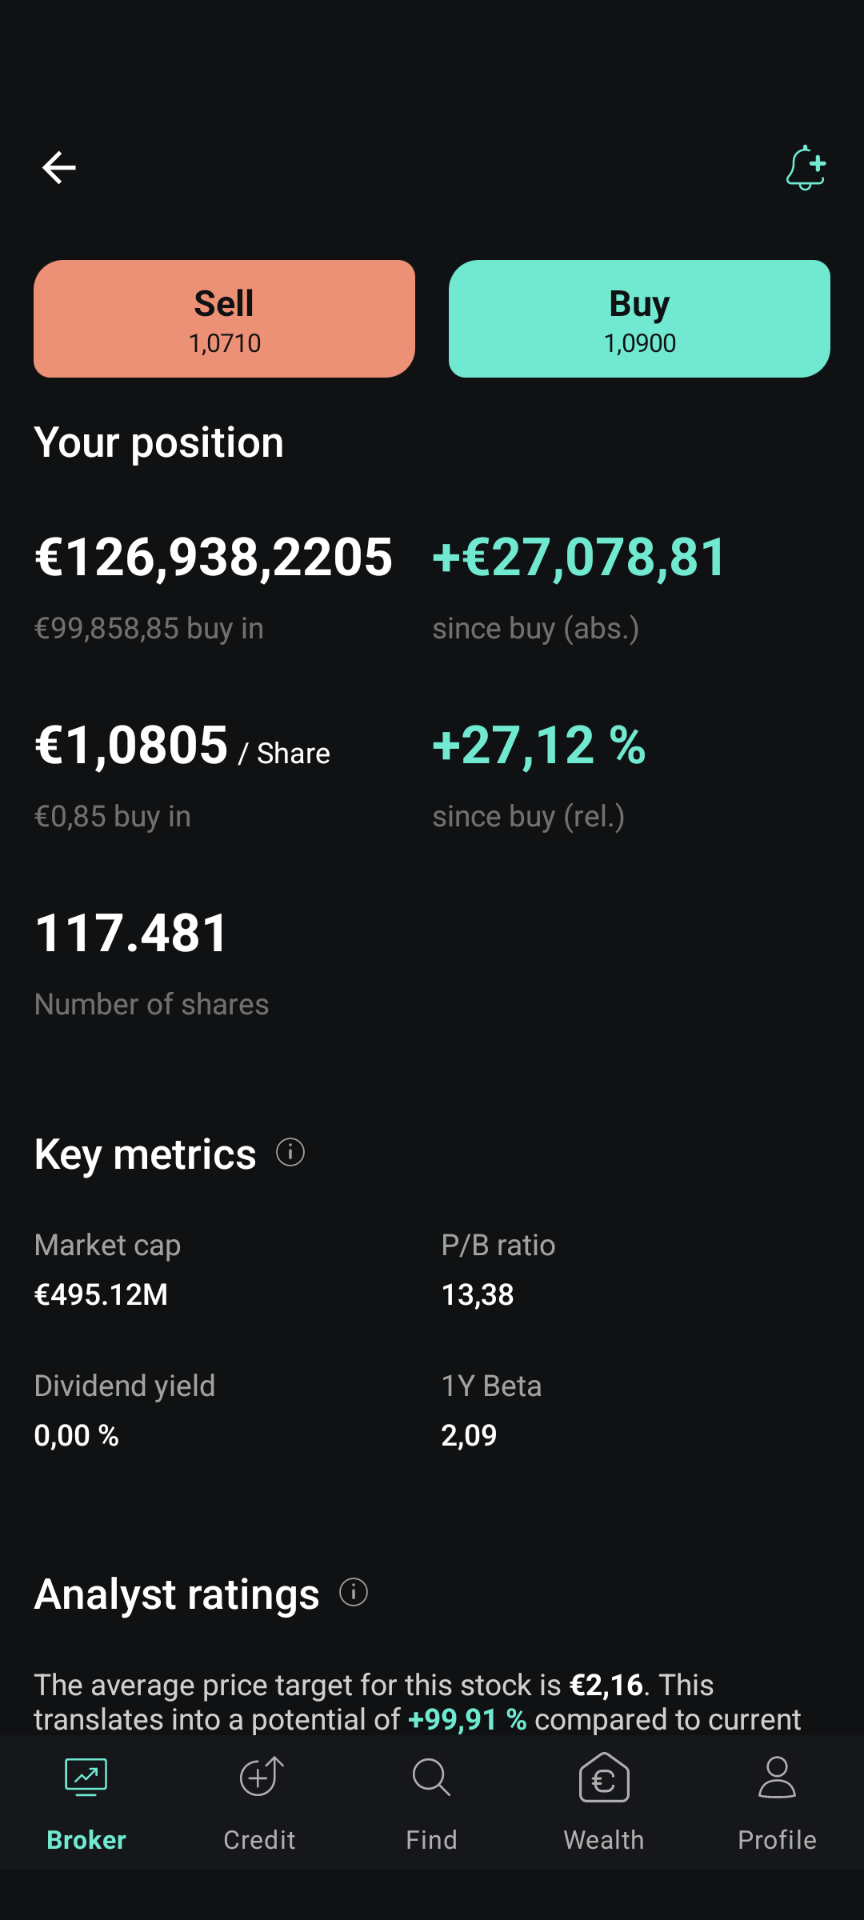 Sell
1,0710
Buy
1,0900
Your position
€126,938,2205
+€27,078,81
€99,858,85 buy in
since buy (abs.)
€1,0805 / Share
+27,12 %
€0,85 buy in
since buy (rel.)
117.481
Number of shares
Key metrics
Market cap
P/B ratio
€495.12M
13,38
Dividend yield
1Y Beta
0,00 %
2,09
Analyst ratings
The average price target for this stock is €2,16. This
translates into a potential of +99,91 % compared to current
Broker
Credit
Find
Wealth
Profile